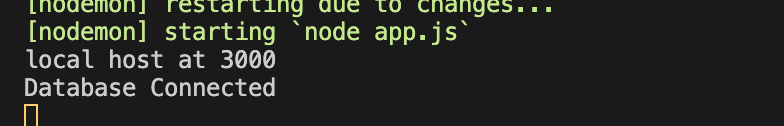 [nodemon] restarting due to changes...
[nodemon] starting `node app.js`
local host at 3000
Database Connected